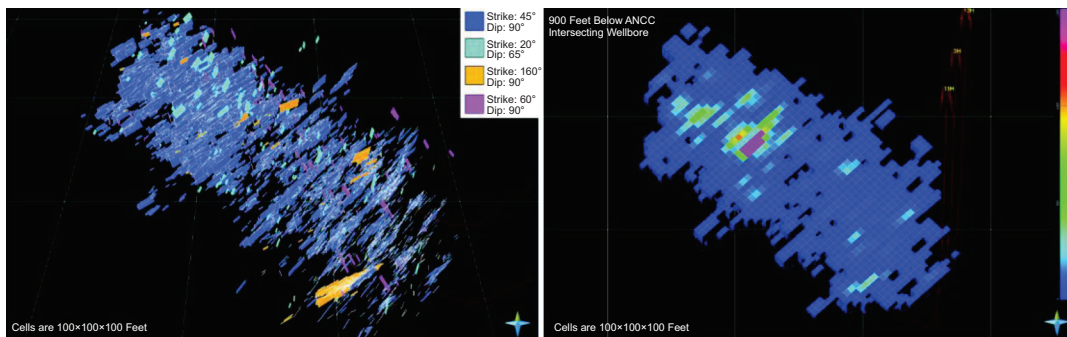 Strike: 45°
Dip: 90°
Strike: 20°
Dip: 65°
Strike: 160°
Dip: 90°
Strike: 60°
Dip: 90°
Cells are 100×100×100 Feet
900 Feet Below ANCC
Intersecting Wellbore
Cells are 100×100×100 Feet